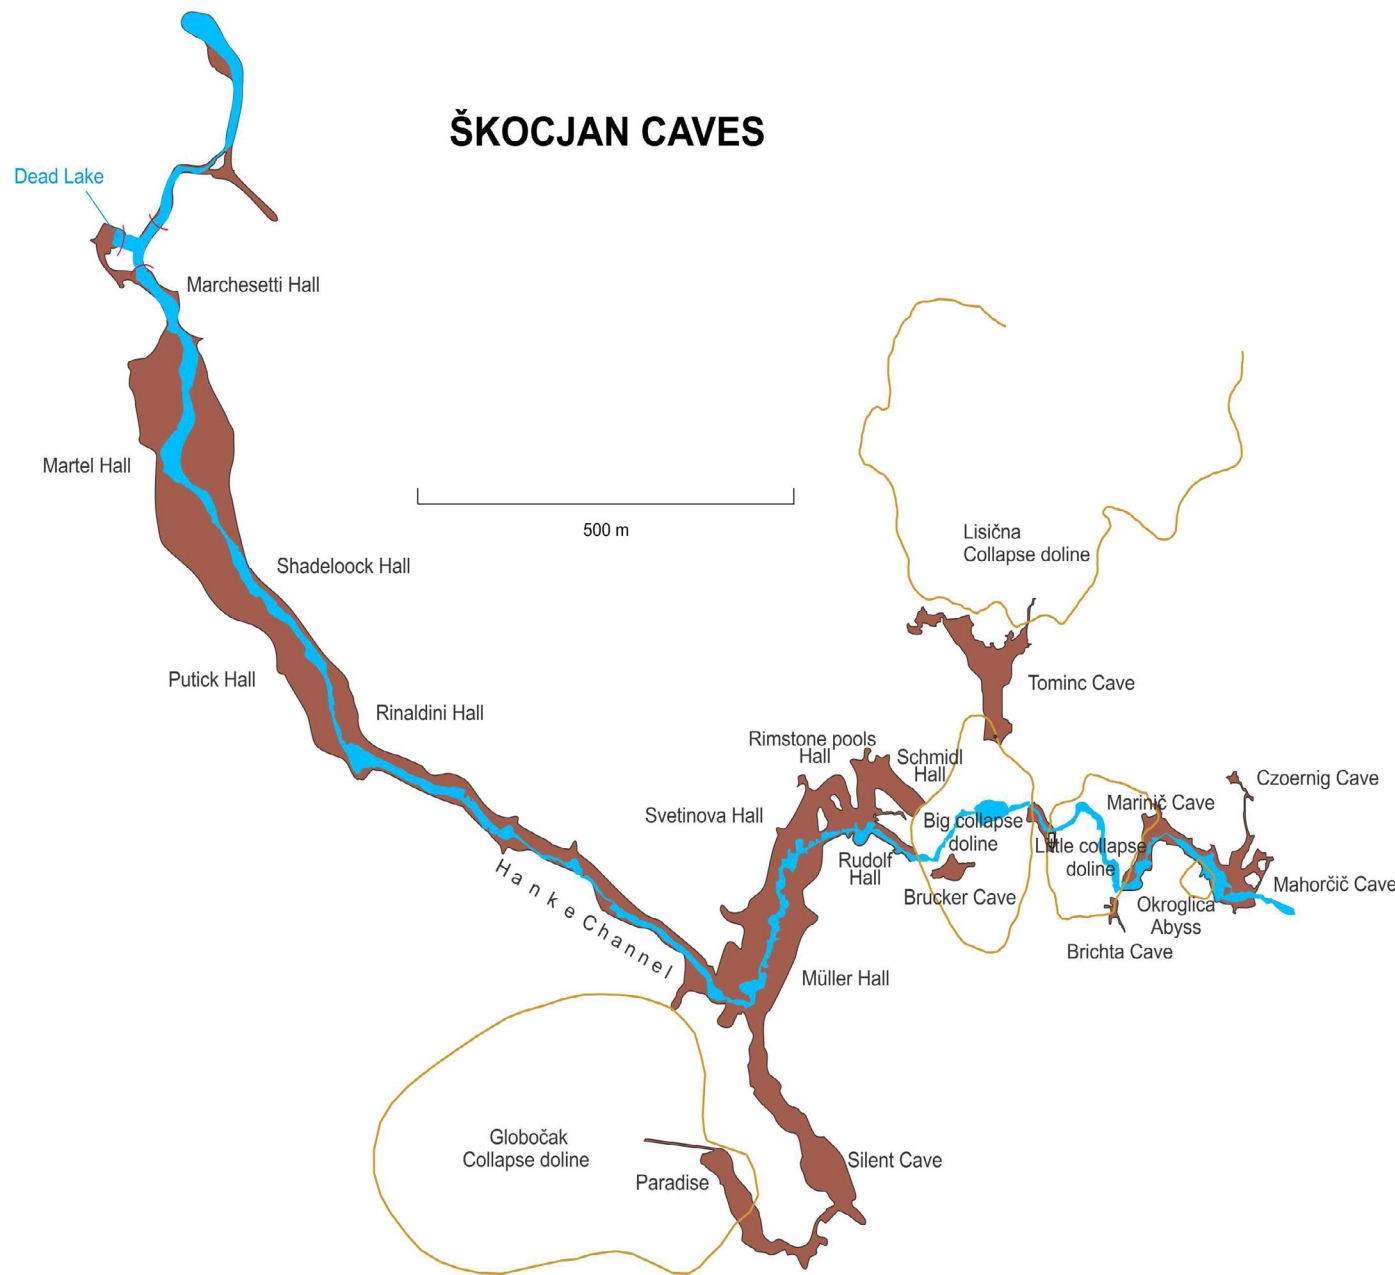 ŠKOCJAN CAVES
Dead Lake
Marchesetti Hall
Martel Hall
500 m
Lisična
Collapse doline
Shadeloock Hall
Putick Hall
Tominc Cave
Rinaldini Hall
Rimstone pools
Hall
Schmidl
Hall
Czoernig Cave
Marinič Cave
Svetinova Hall
Big collapse
doline
Little collapse
doline
Rudolf
Hall
Brucker Cave
Mahorčič Cave
Okroglica
Abyss
Hanke Channel
Brichta Cave
Müller Hall
Globočak
Collapse doline
Silent Cave
Paradise